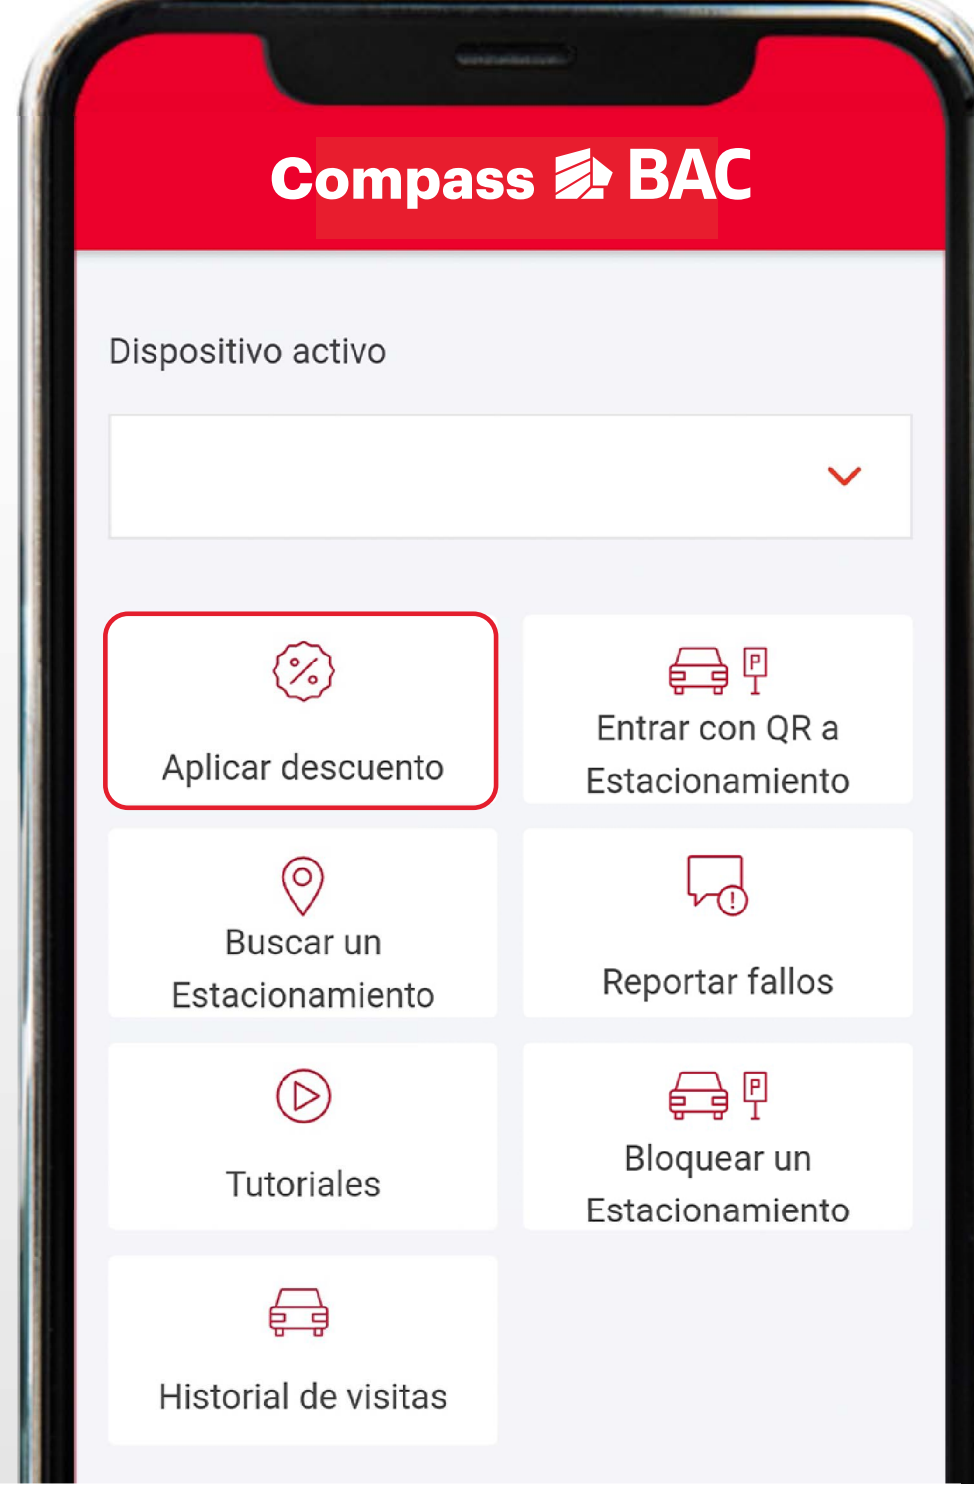 Compass BAC
Dispositivo activo
Aplicar descuento
Entrar con QR a
Estacionamiento
Buscar un
Estacionamiento
Reportar fallos
Tutoriales
Bloquear un
Estacionamiento
Historial de visitas